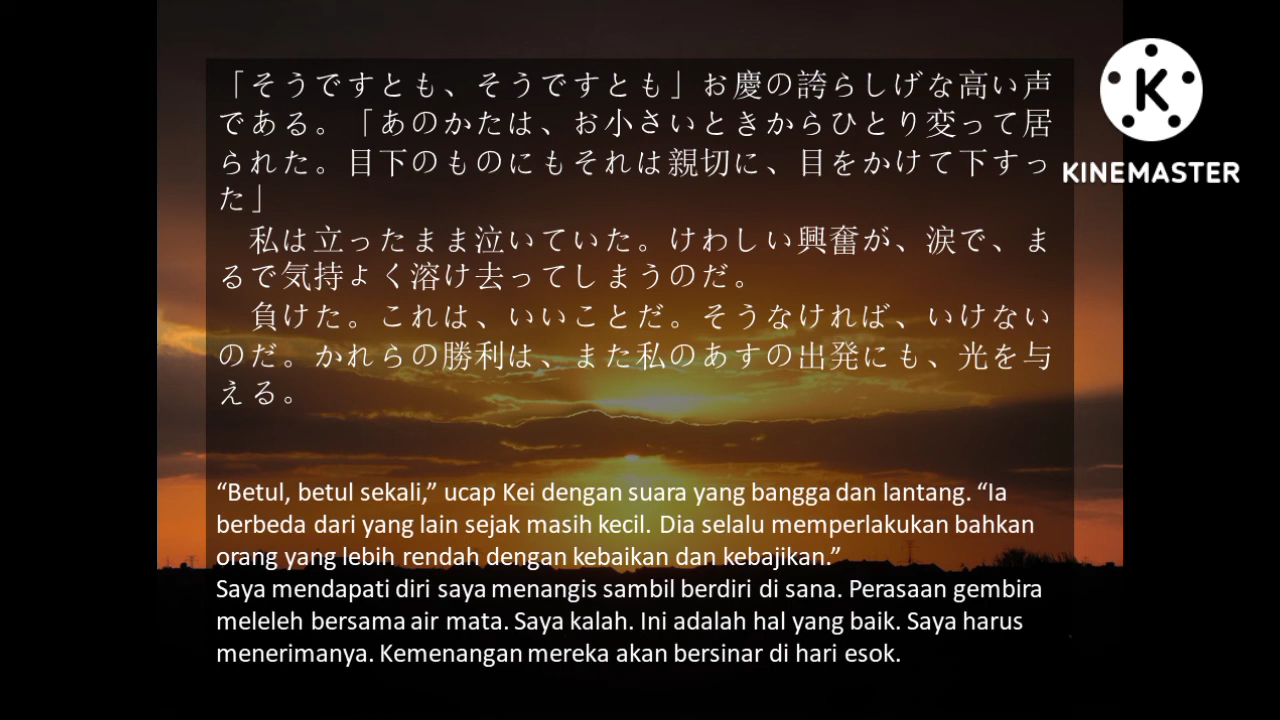 「そうですとも、そうですとも」お慶の誇らしげな高い声
である。「あのかたは、お小さいときからひとり変って居
られた。目下のものにもそれは親切に、目をかけて下すっ
た」
　私は立ったまま泣いていた。けわしい興奮が、涙で、ま
るで気持よく溶け去ってしまうのだ。
　負けた。これは、いいことだ。そうなければ、いけない
のだ。かれらの勝利は、また私のあすの出発にも、光を与
える。
“Betul, betul sekali,” ucap Kei dengan suara yang bangga dan lantang. “Ia
berbeda dari yang lain sejak masih kecil. Dia selalu memperlakukan bahkan
orang yang lebih rendah dengan kebaikan dan kebajikan.”
Saya mendapati diri saya menangis sambil berdiri di sana. Perasaan gembira
meleleh bersama air mata. Saya kalah. Ini adalah hal yang baik. Saya harus
menerimanya. Kemenangan mereka akan bersinar di hari esok.
K
KINEMASTER